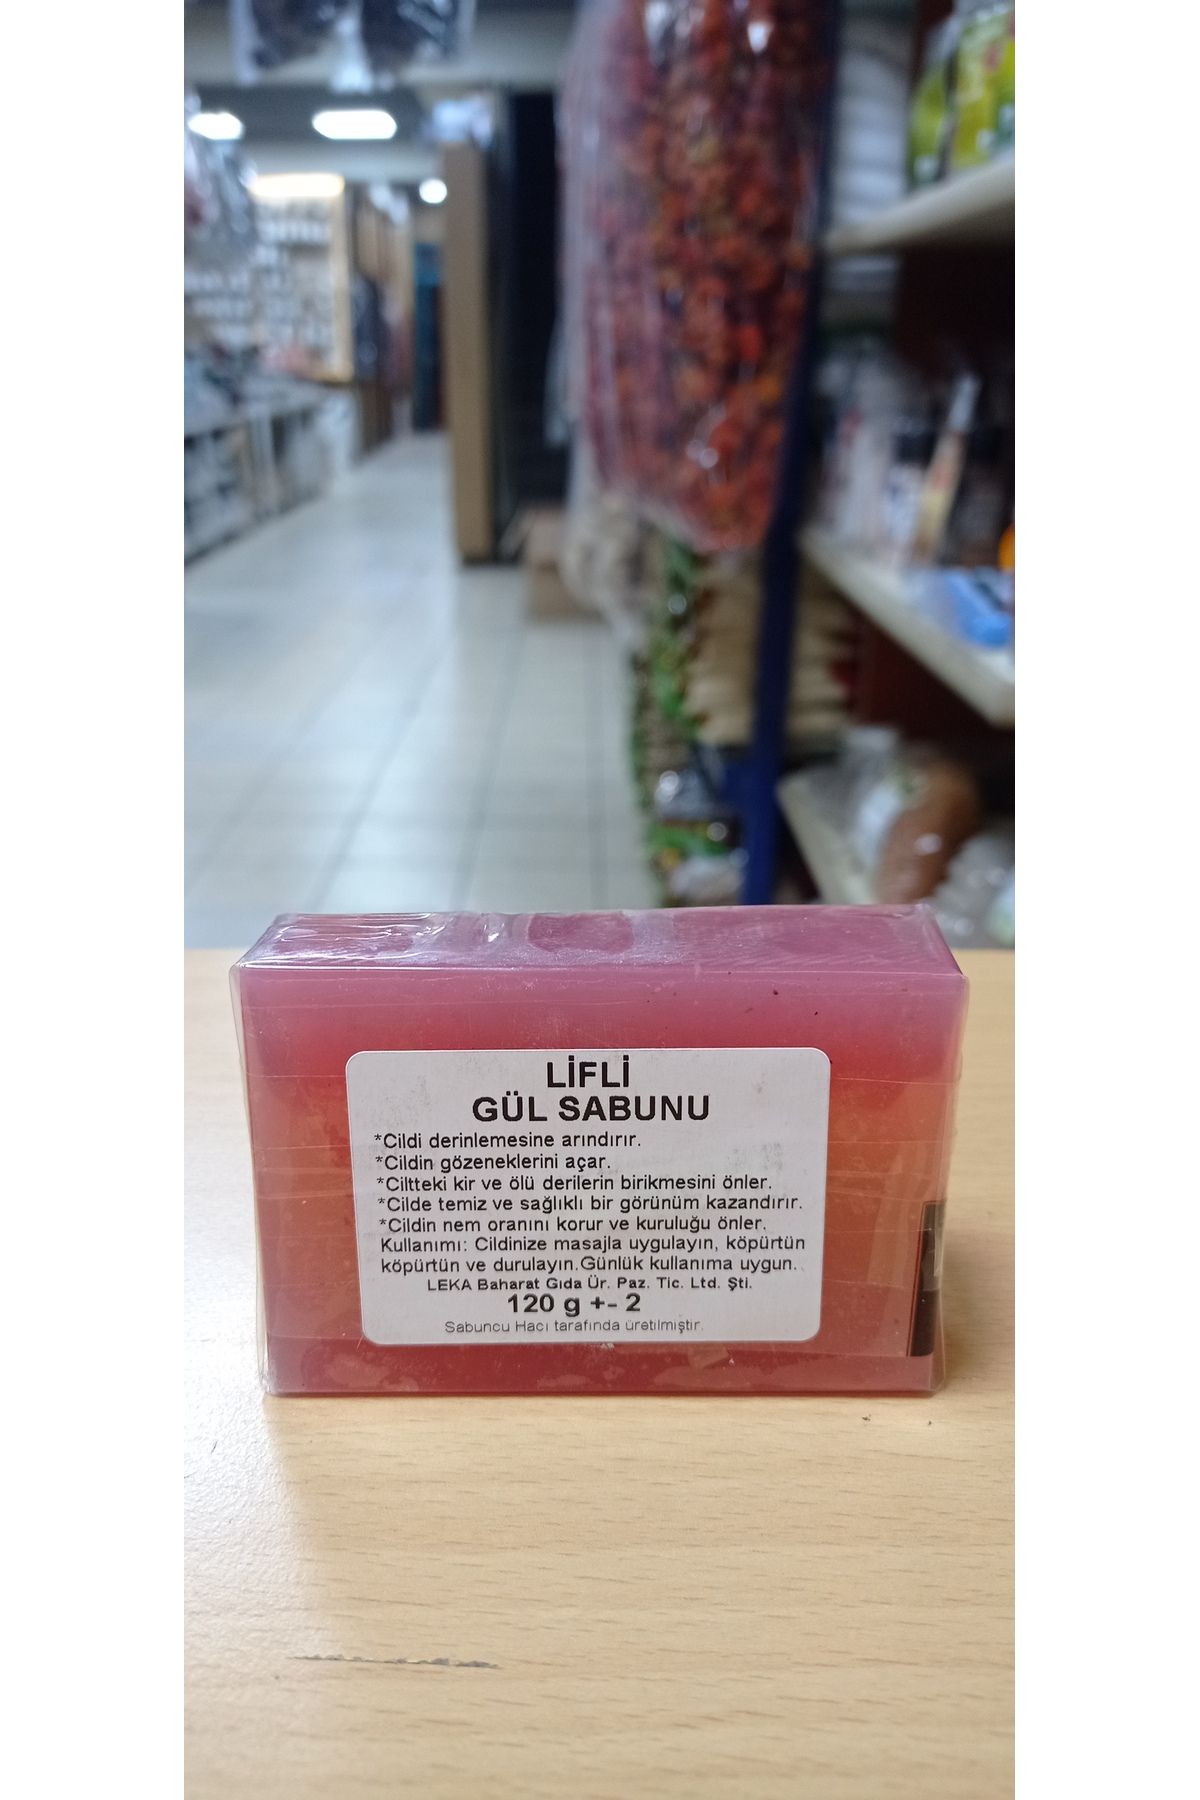 LİFLİ
GÜL SABUNU
*Cildi derinlemesine arındırır.
*Cildin gözeneklerini açar.
*Ciltteki kir ve ölü derilerin birikmesini önler.
*Cilde temiz ve sağlıklı bir görünüm kazandırır.
*Cildin nem oranını korur ve kuruluğu önler.
Kullanımı: Cildinize masajla uygulayın, köpürtün
köpürtün ve durulayın.Günlük kullanıma uygun.
LEKA Baharat Gıda Ür. Paz. Tic. Ltd. Şti.
120 g +- 2
Sabuncu Hacı tarafında üretilmiştir.